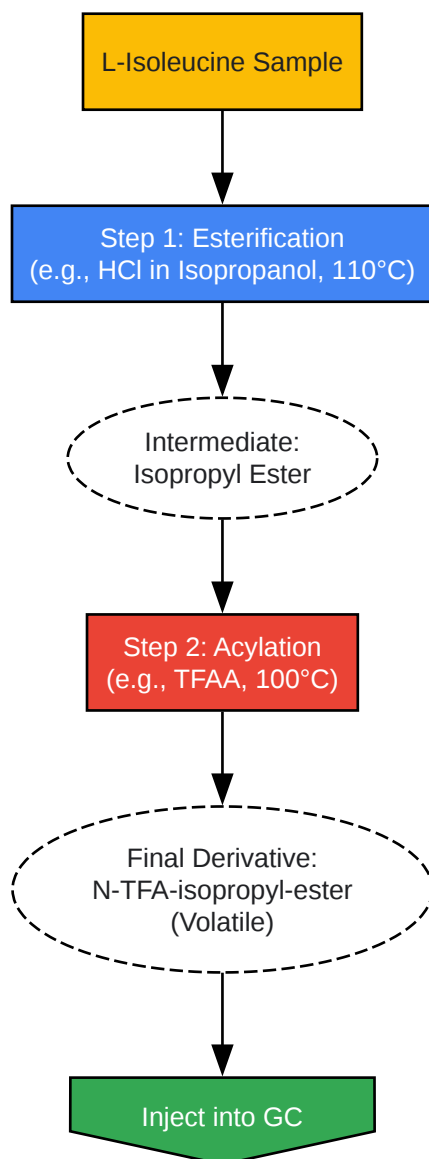 L-Isoleucine Sample
Step 1: Esterification
(e.g., HCl in Isopropanol, 110°C)
Intermediate:
Isopropyl Ester
Step 2: Acylation
(e.g., TFAA, 100°C)
Final Derivative:
N-TFA-isopropyl-ester
(Volatile)
Inject into GC